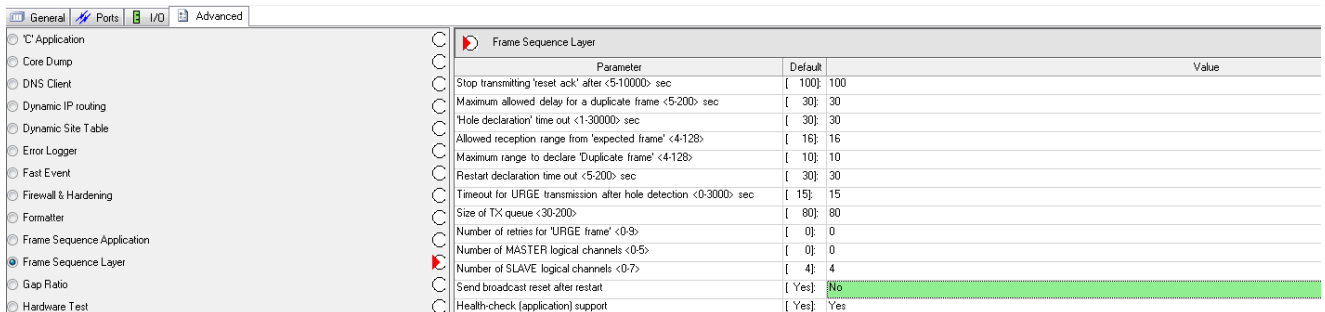 General Ports I/O Advanced
'C' Application
Core Dump
DNS Client
Dynamic IP routing
Dynamic Site Table
Error Logger
Fast Event
Firewall & Hardening
Formatter
Frame Sequence Application
Frame Sequence Layer
Gap Ratio
Hardware Test
Frame Sequence Layer
Parameter Default Value
Stop transmitting 'reset ack' after <5-10000> sec [ 100]: 100
Maximum allowed delay for a duplicate frame <5-200> sec [ 30]: 30
'Hole declaration' time out <1-30000> sec [ 30]: 30
Allowed reception range from 'expected frame' <4-128> [ 16]: 16
Maximum range to declare 'Duplicate frame' <4-128> [ 10]: 10
Restart declaration time out <5-200> sec [ 30]: 30
Timeout for URGE transmission after hole detection <0-3000> sec [ 15]: 15
Size of TX queue <30-200> [ 80]: 80
Number of retries for 'URGE frame' <0-9> [ 0]: 0
Number of MASTER logical channels <0-5> [ 0]: 0
Number of SLAVE logical channels <0-7> [ 4]: 4
Send broadcast reset after restart [ Yes]: No
Health-check (application) support [ Yes]: Yes